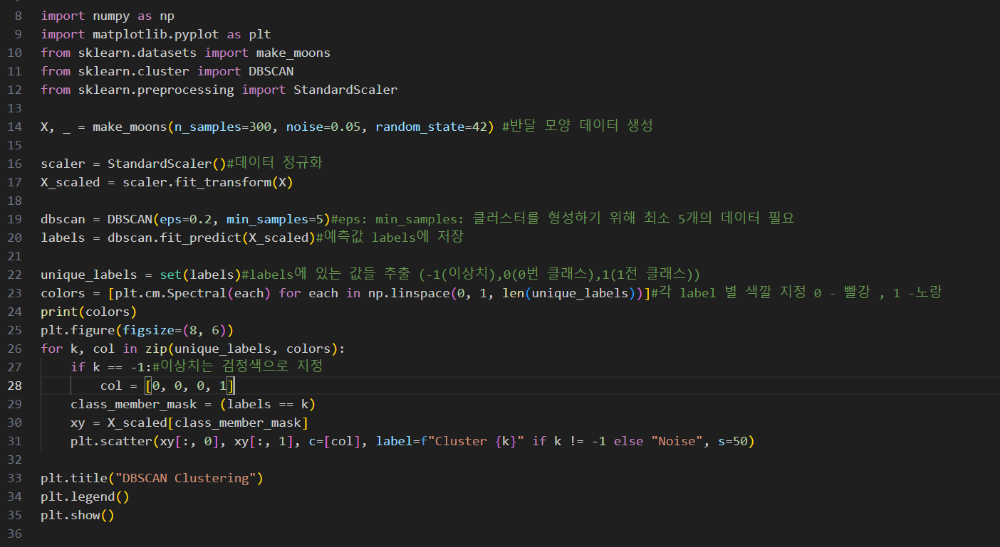 8 import numpy as np
9 import matplotlib.pyplot as plt
10 from sklearn.datasets import make_moons
11 from sklearn.cluster import DBSCAN
12 from sklearn.preprocessing import StandardScaler
13
14 X, _ = make_moons(n_samples=300, noise=0.05, random_state=42) #반달 모양 데이터 생성
15
16 scaler = StandardScaler()#데이터 정규화
17 X_scaled = scaler.fit_transform(X)
18
19 dbscan = DBSCAN(eps=0.2, min_samples=5)#eps: min_samples: 클러스터를 형성하기 위해 최소 5개의 데이터 필요
20 labels = dbscan.fit_predict(X_scaled)#예측값 labels에 저장
21
22 unique_labels = set(labels)#labels에 있는 값들 추출 (-1(이상치),0(0번 클래스),1(1전 클래스))
23 colors = [plt.cm.Spectral(each) for each in np.linspace(0, 1, len(unique_labels))]#각 label 별 색깔 지정 0 - 빨강 , 1 -노랑
24 print(colors)
25 plt.figure(figsize=(8, 6))
26 for k, col in zip(unique_labels, colors):
27     if k == -1:#이상치는 검정색으로 지정
28         col = [0, 0, 0, 1]
29     class_member_mask = (labels == k)
30     xy = X_scaled[class_member_mask]
31     plt.scatter(xy[:, 0], xy[:, 1], c=[col], label=f"Cluster {k}" if k != -1 else "Noise", s=50)
32
33 plt.title("DBSCAN Clustering")
34 plt.legend()
35 plt.show()
36